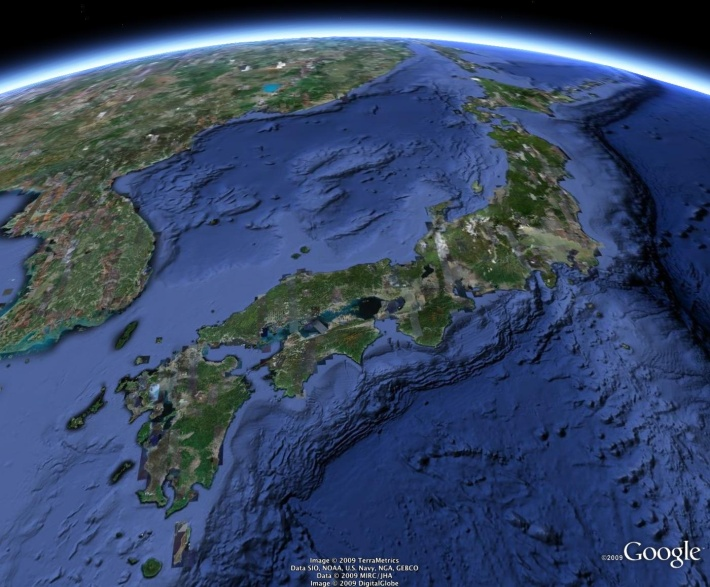 Image © 2009 TerraMetrics
Data SIO, NOAA, U.S. Navy, NGA, GEBCO
Data © 2009 MIRC/JHA
Image © 2009 DigitalGlobe
©2009 Google